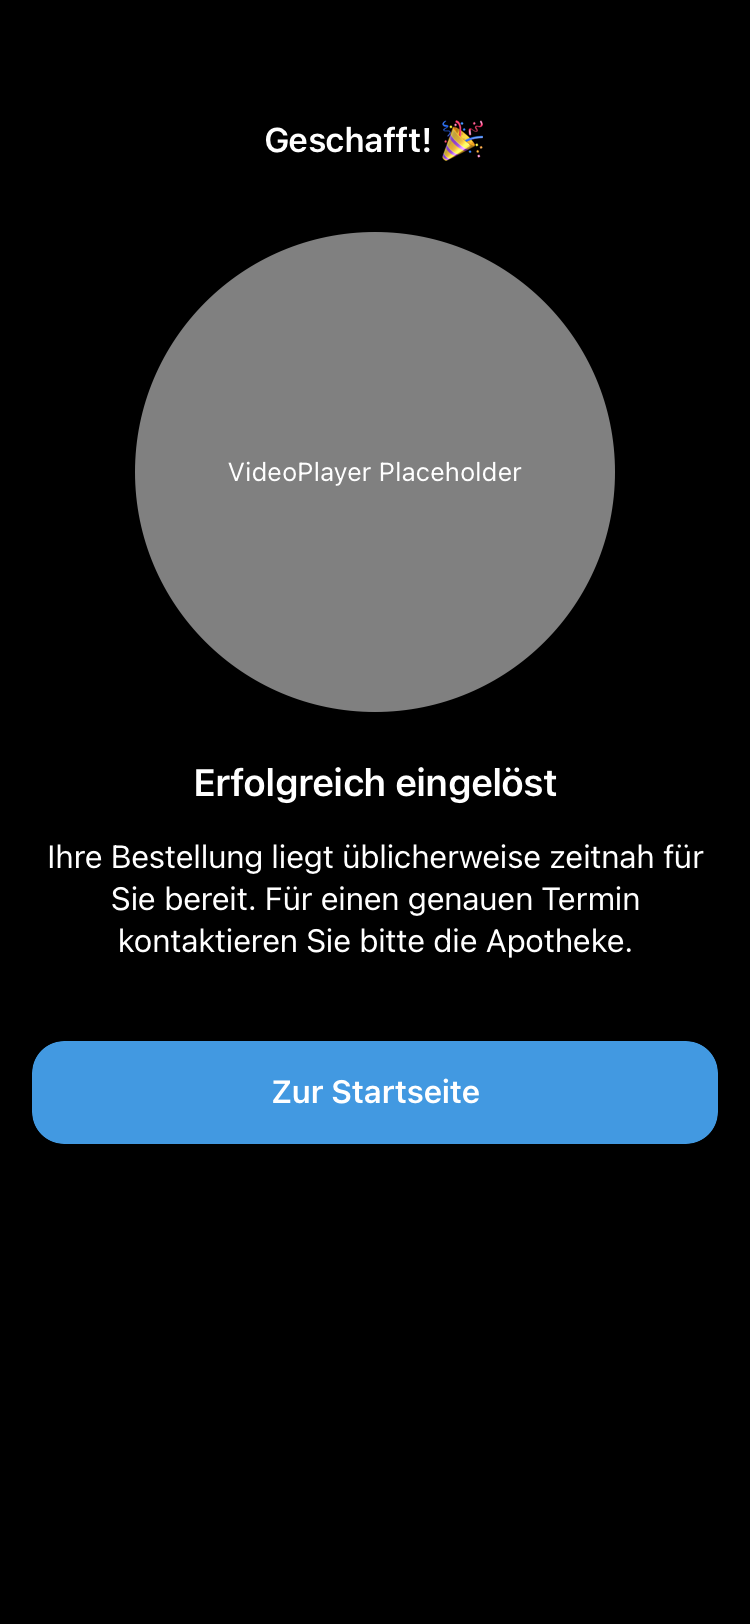 Geschafft! 🎉
VideoPlayer Placeholder
Erfolgreich eingelöst
Ihre Bestellung liegt üblicherweise zeitnah für
Sie bereit. Für einen genauen Termin
kontaktieren Sie bitte die Apotheke.
Zur Startseite